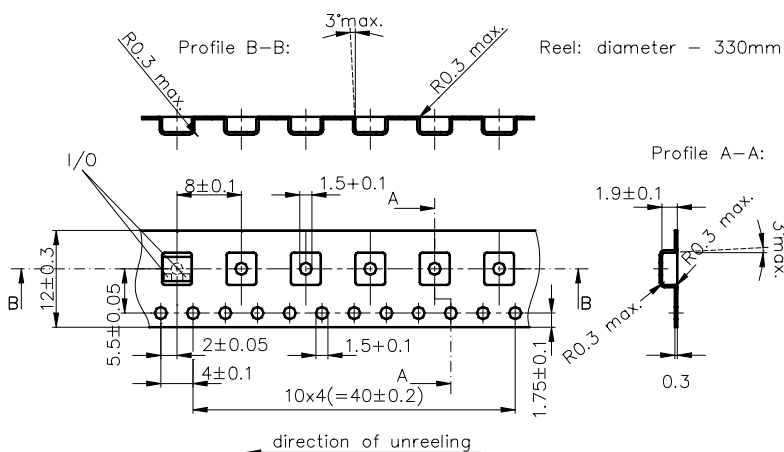 3°max.
Profile B-B:
Reel: diameter - 330mm
R0.3 max.
R0.3 max.
I/O
Profile A-A:
8±0.1
1.5+0.1
A
1.9±0.1
R0.3 max.
3°max.
12±0.3
B
B
5.5±0.05
2±0.05
1.5+0.1
1.75±0.1
R0.3 max.
4±0.1
A
0.3
10x4(=40±0.2)
direction of unreeling